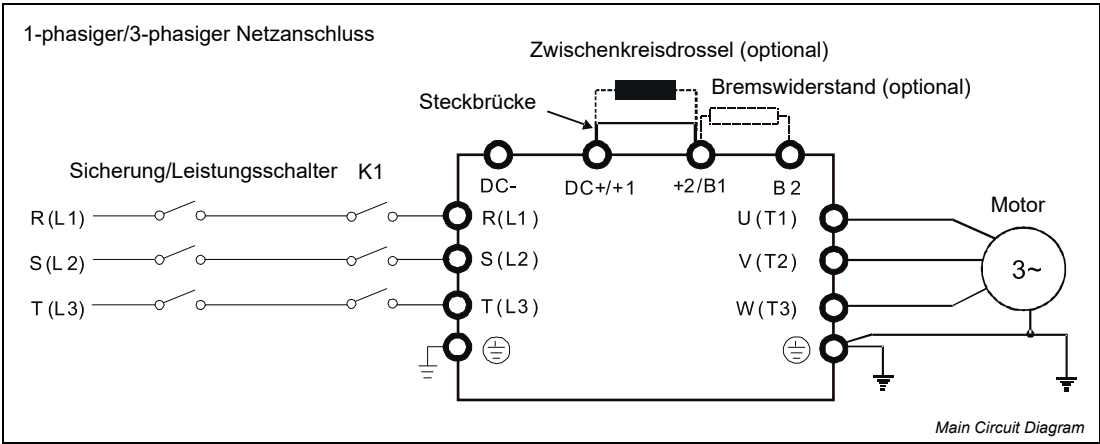 1-phasiger/3-phasiger Netzanschluss
Zwischenkreisdrossel (optional)
Bremswiderstand (optional)
Steckbrücke
Sicherung/Leistungsschalter K1
DC- DC+/+1 +2/B1 B2
R(L1) R(L1) U(T1) Motor
S(L2) S(L2) V(T2) 3~
T(L3) T(L3) W(T3)
Main Circuit Diagram